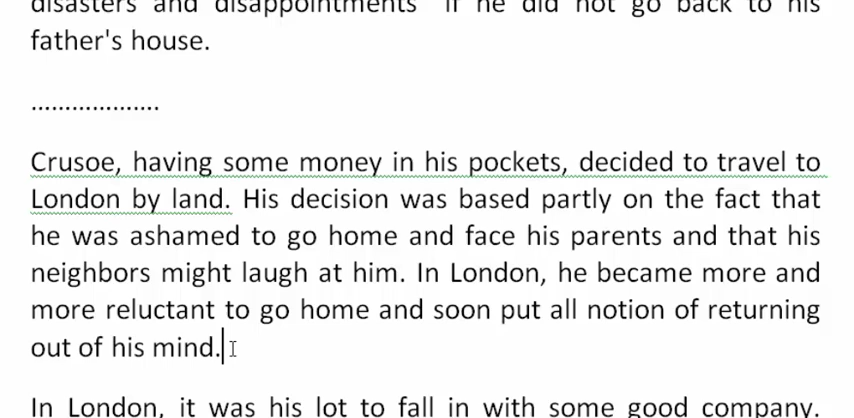 disasters and disappointments" if he did not go back to his
father's house.
...................
Crusoe, having some money in his pockets, decided to travel to
London by land. His decision was based partly on the fact that
he was ashamed to go home and face his parents and that his
neighbors might laugh at him. In London, he became more and
more reluctant to go home and soon put all notion of returning
out of his mind.
In London, it was his lot to fall in with some good company.